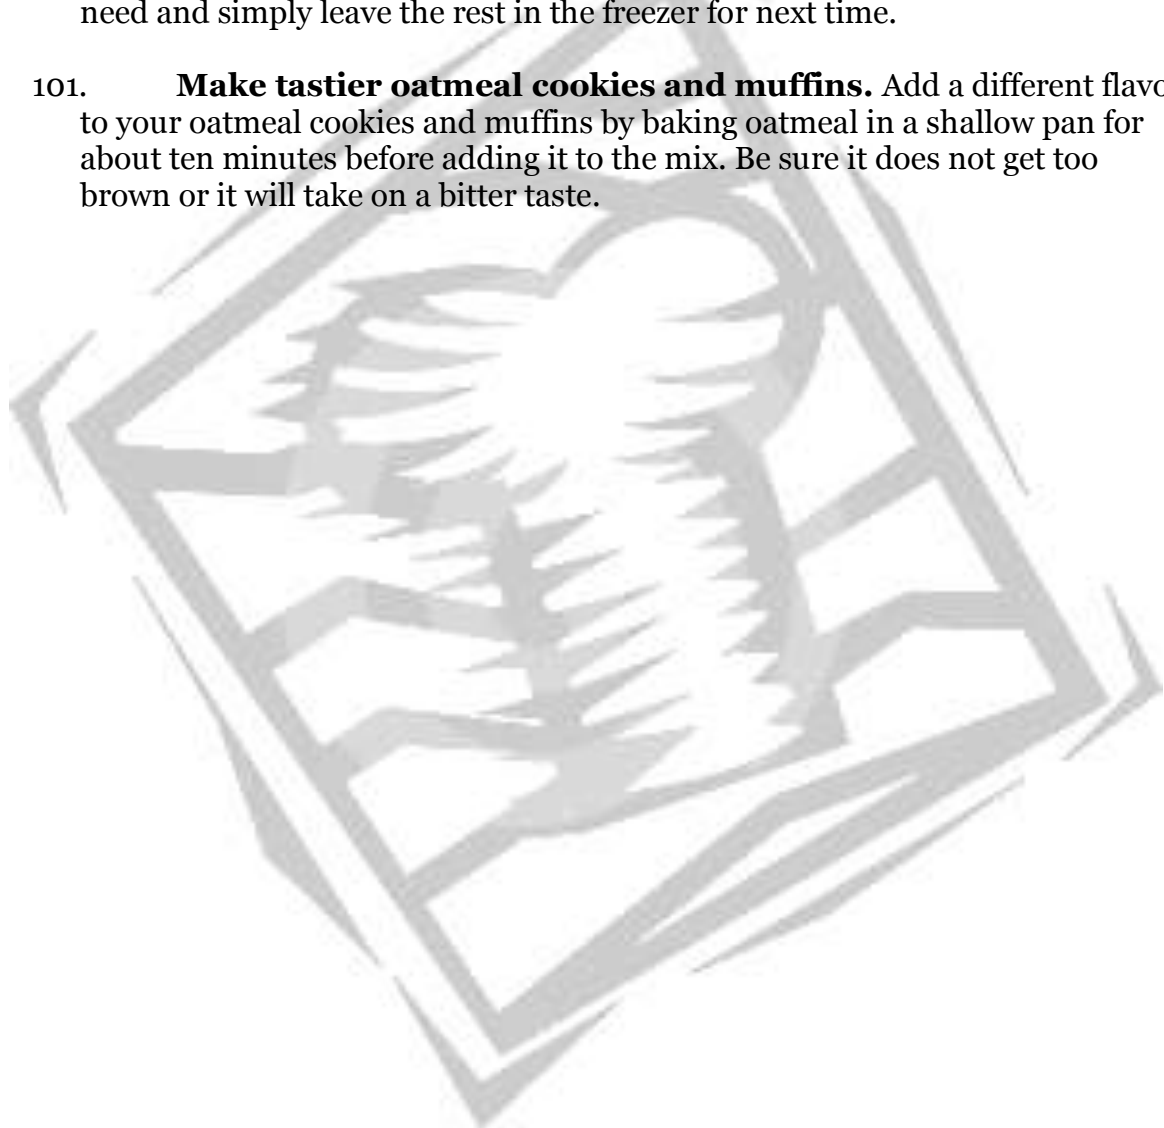 need and simply leave the rest in the freezer for next time.
101. Make tastier oatmeal cookies and muffins. Add a different flavo
to your oatmeal cookies and muffins by baking oatmeal in a shallow pan for
about ten minutes before adding it to the mix. Be sure it does not get too
brown or it will take on a bitter taste.